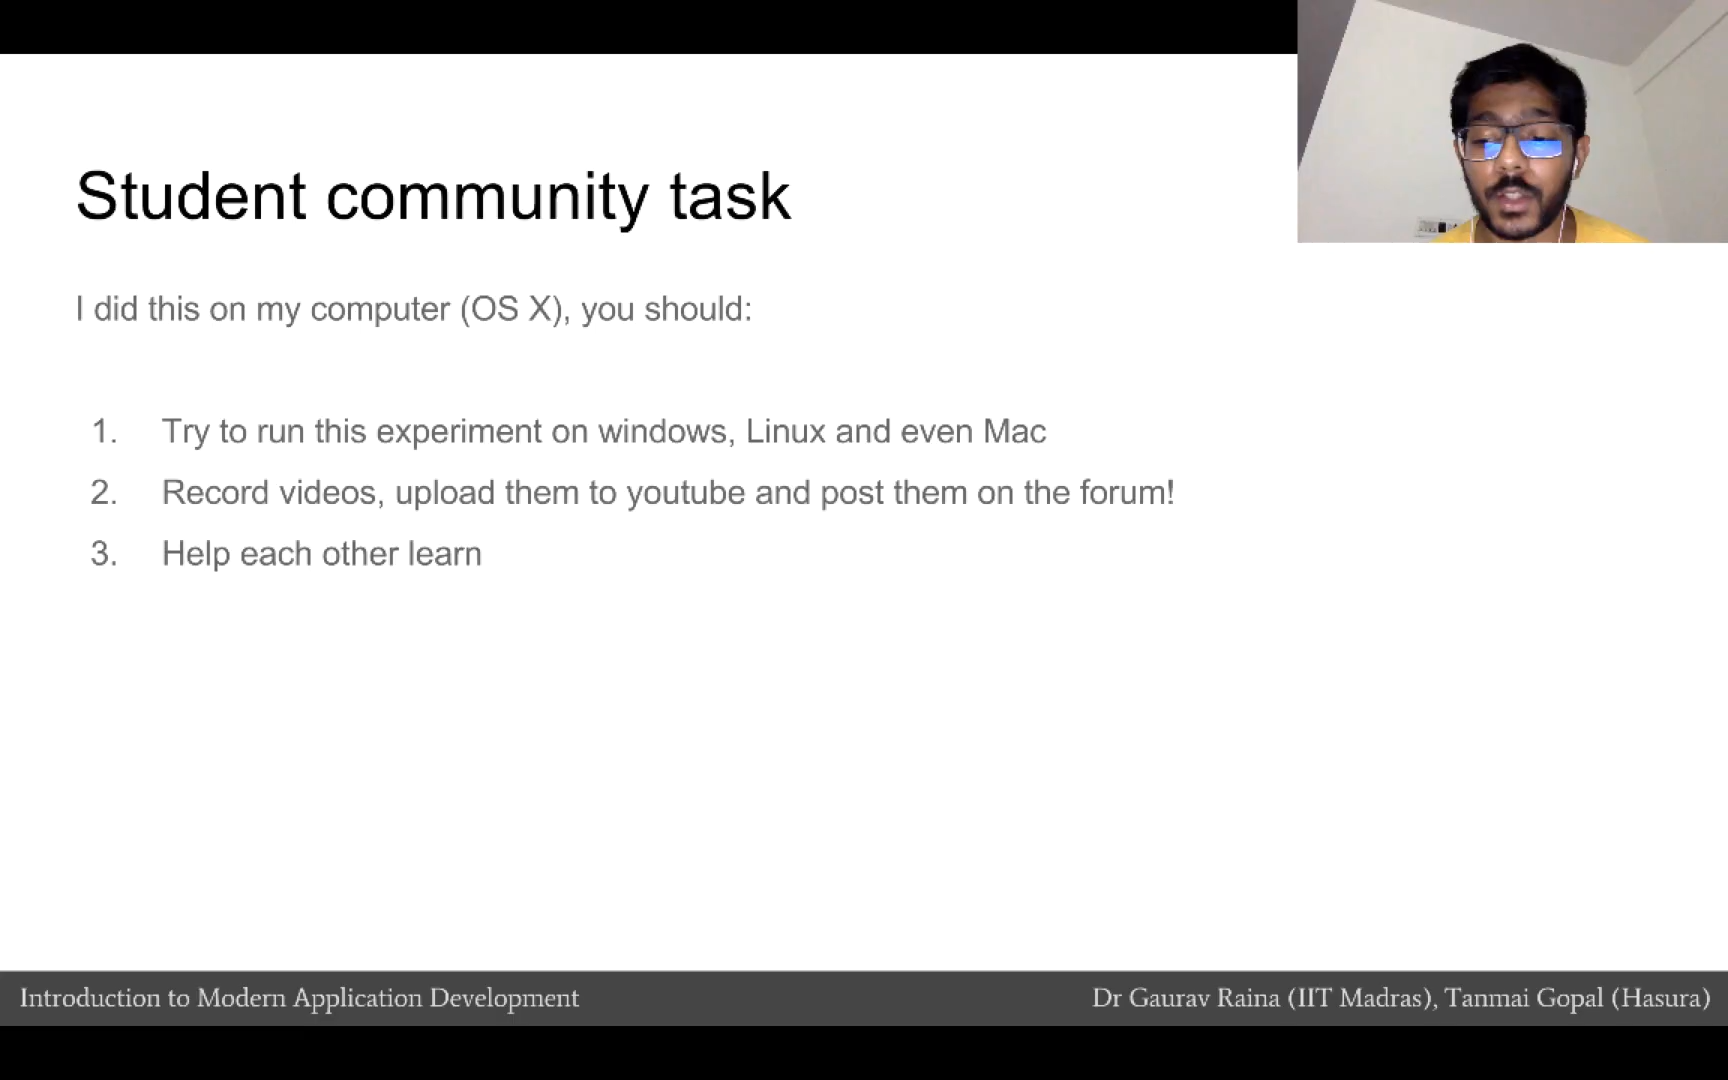 Student community task
I did this on my computer (OS X), you should:
1. Try to run this experiment on windows, Linux and even Mac
2. Record videos, upload them to youtube and post them on the forum!
3. Help each other learn
Introduction to Modern Application Development
Dr Gaurav Raina (IIT Madras), Tanmai Gopal (Hasura)